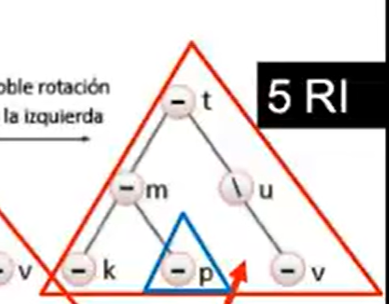 oble rotación
la izquierda
5 RI
– t
– m
\ u
– v
– k
– p
– v